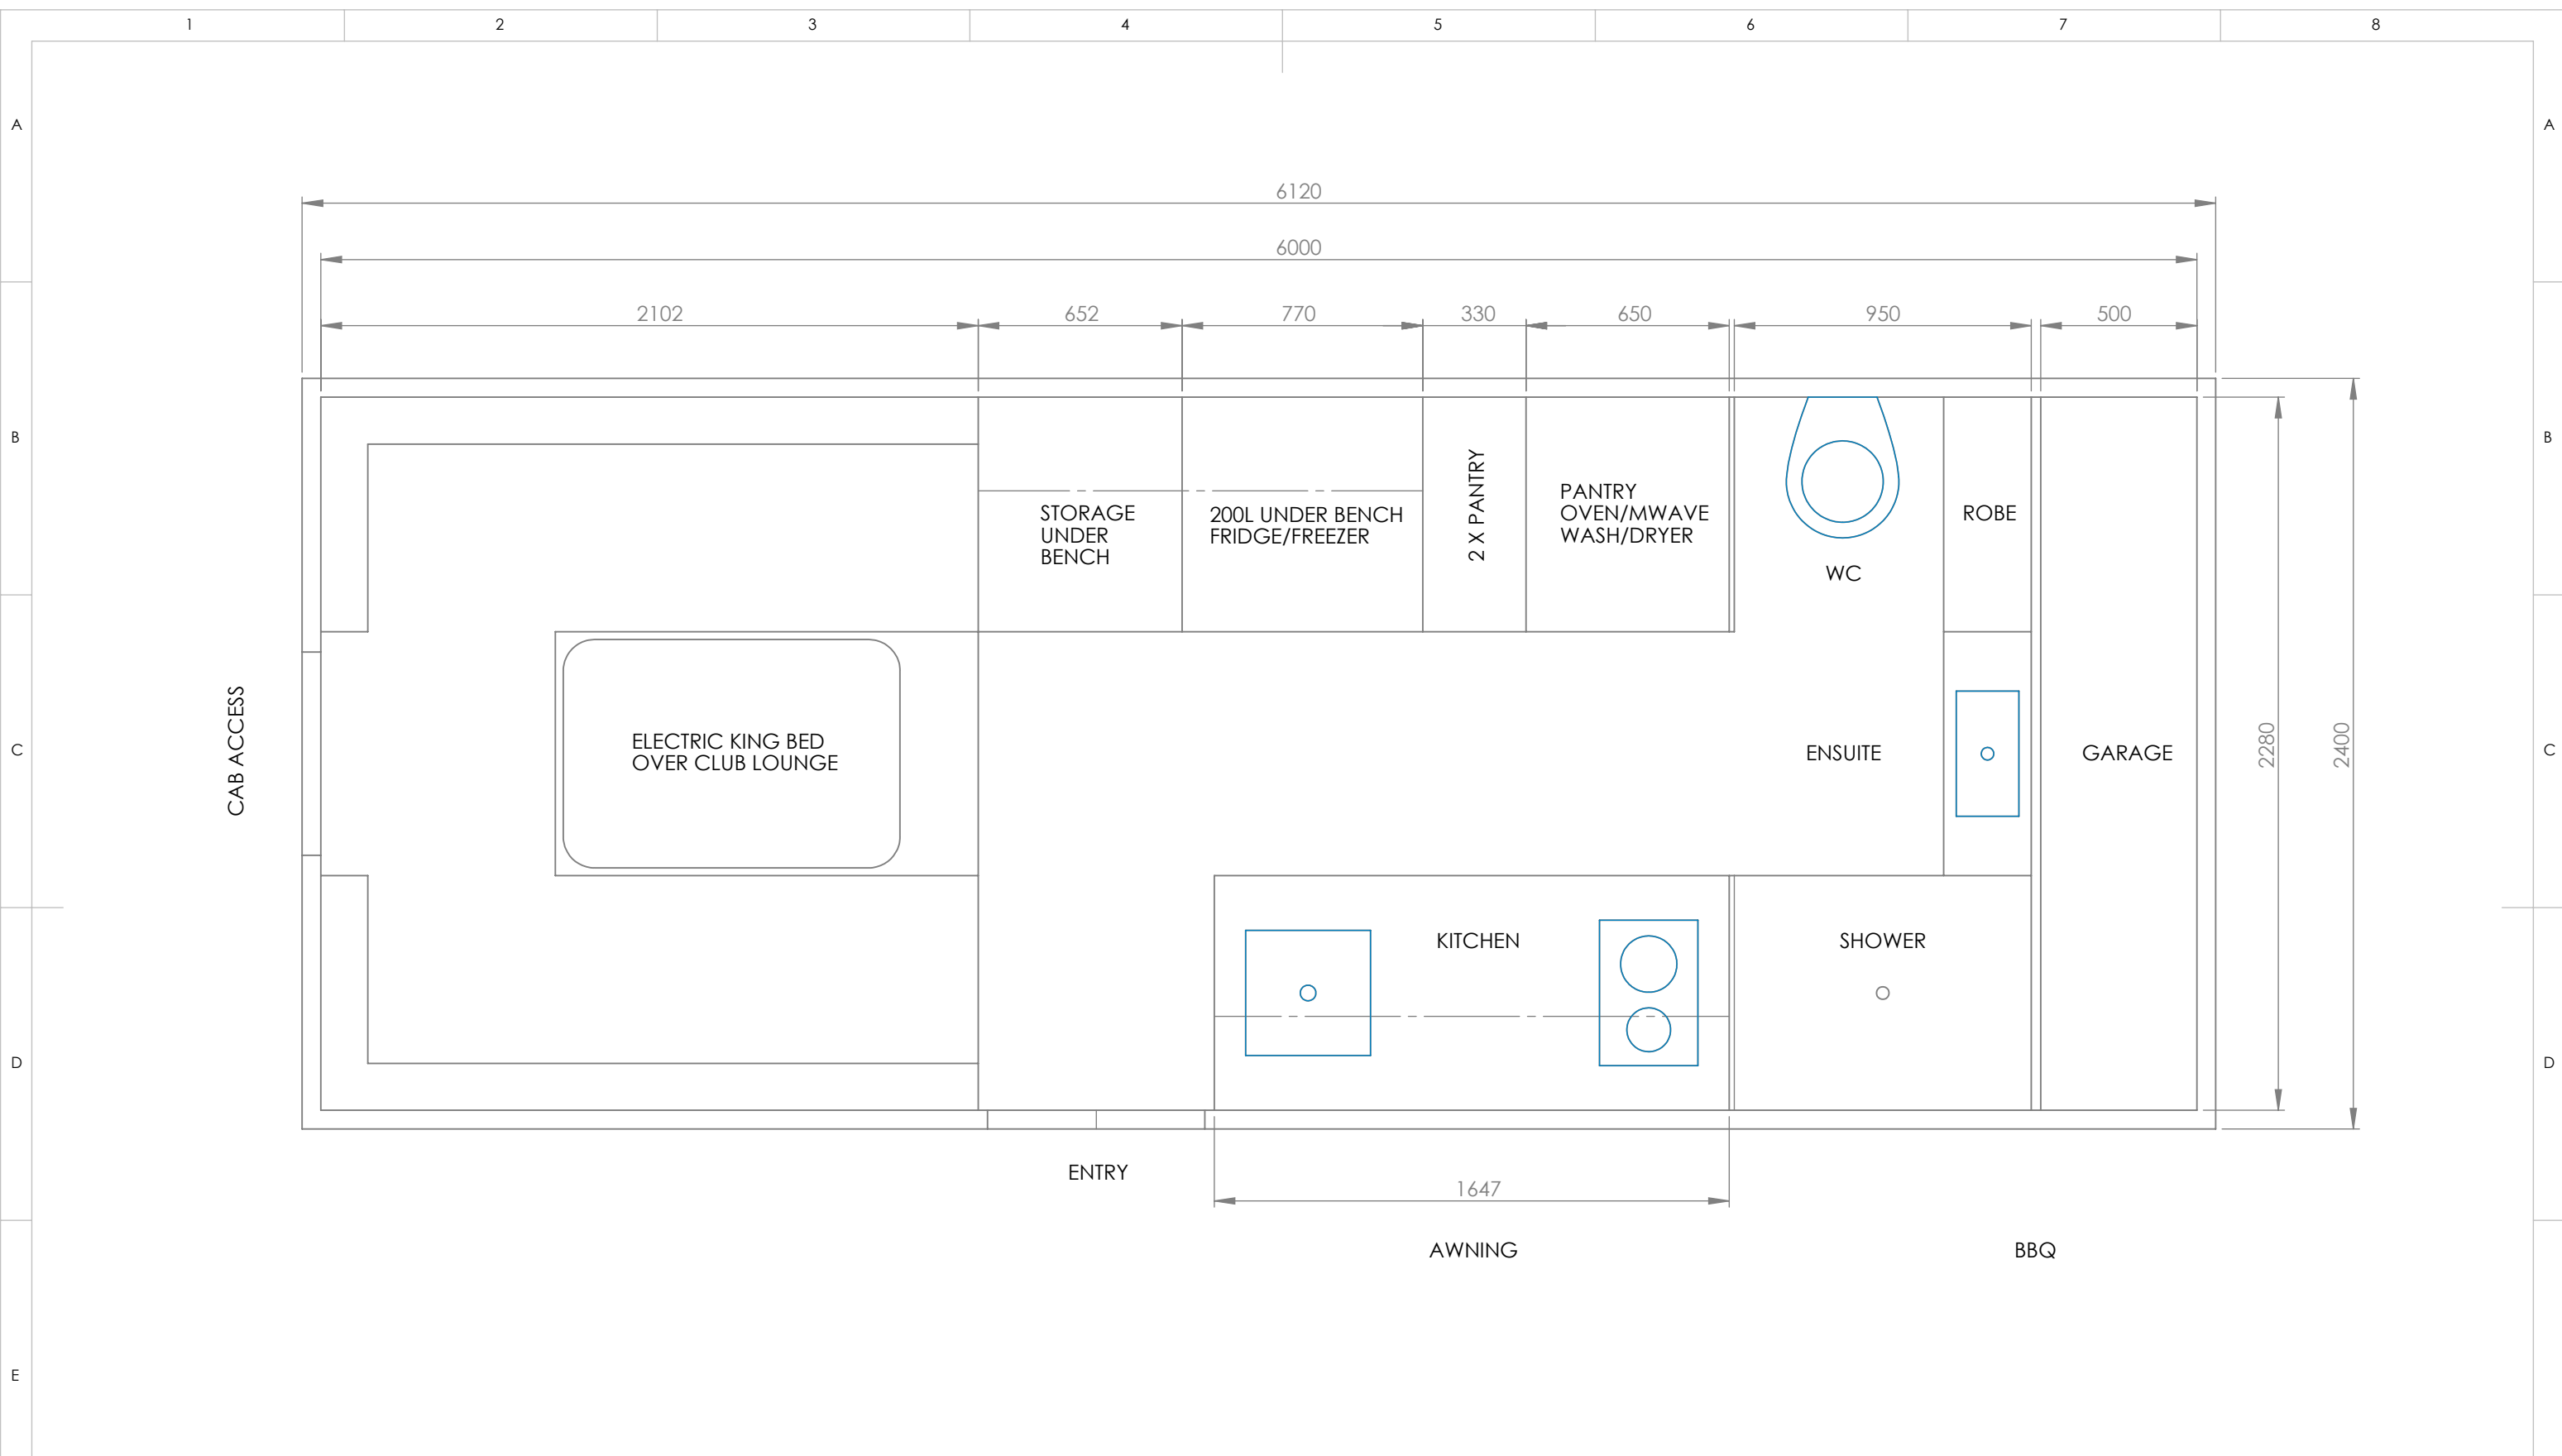 1 2 3 4 5 6 7 8
A A
6120
6000
2102 652 770 330 650 950 500
B B
STORAGE
UNDER
BENCH
200L UNDER BENCH
FRIDGE/FREEZER
2 X PANTRY
PANTRY
OVEN/MWAVE
WASH/DRYER
WC
ROBE
CAB ACCESS
ELECTRIC KING BED
OVER CLUB LOUNGE
ENSUITE
GARAGE
2280
2400
C C
KITCHEN
SHOWER
D D
ENTRY
1647
AWNING
BBQ
E